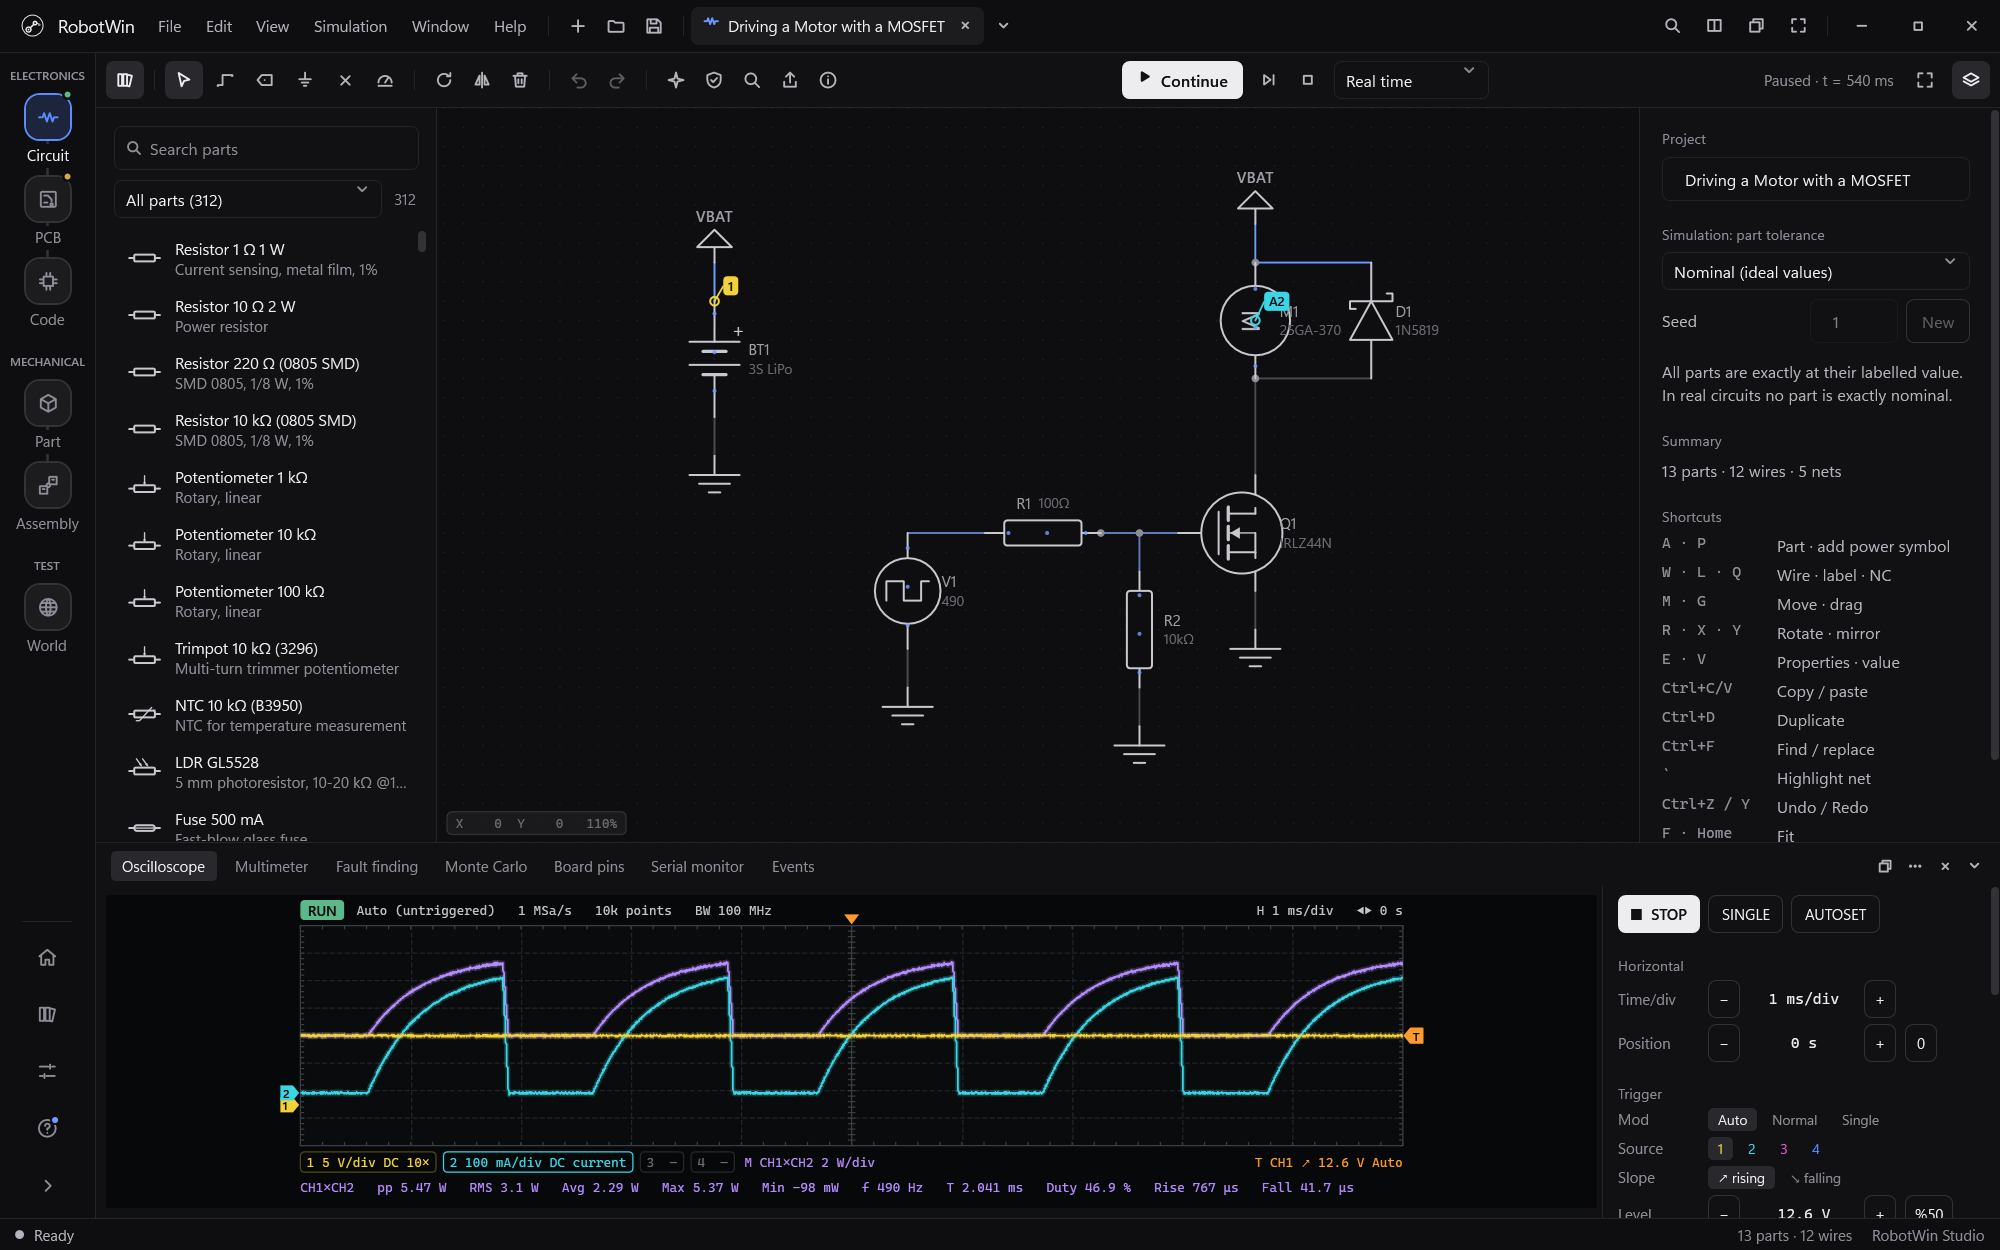 RobotWin File Edit View Simulation Window Help Driving a Motor with a MOSFET
Continue Real time Paused · t = 540 ms
ELECTRONICS
Circuit
PCB
Code
MECHANICAL
Part
Assembly
TEST
World
Search parts
All parts (312) 312
Resistor 1 Ω 1 W
Current sensing, metal film, 1%
Resistor 10 Ω 2 W
Power resistor
Resistor 220 Ω (0805 SMD)
SMD 0805, 1/8 W, 1%
Resistor 10 kΩ (0805 SMD)
SMD 0805, 1/8 W, 1%
Potentiometer 1 kΩ
Rotary, linear
Potentiometer 10 kΩ
Rotary, linear
Potentiometer 100 kΩ
Rotary, linear
Trimpot 10 kΩ (3296)
Multi-turn trimmer potentiometer
NTC 10 kΩ (B3950)
NTC for temperature measurement
LDR GL5528
5 mm photoresistor, 10-20 kΩ @1...
Fuse 500 mA
Fast-blow glass fuse
VBAT
1
+
BT1
3S LiPo
VBAT
A2
M1
25GA-370
D1
1N5819
R1 100Ω
V1
490
Q1
IRLZ44N
R2
10kΩ
X 0 Y 0 110%
Project
Driving a Motor with a MOSFET
Simulation: part tolerance
Nominal (ideal values)
Seed 1 New
All parts are exactly at their labelled value.
In real circuits no part is exactly nominal.
Summary
13 parts · 12 wires · 5 nets
Shortcuts
A · P Part · add power symbol
W · L · Q Wire · label · NC
M · G Move · drag
R · X · Y Rotate · mirror
E · V Properties · value
Ctrl+C/V Copy / paste
Ctrl+D Duplicate
Ctrl+F Find / replace
` Highlight net
Ctrl+Z / Y Undo / Redo
F · Home Fit
Oscilloscope Multimeter Fault finding Monte Carlo Board pins Serial monitor Events
RUN Auto (untriggered) 1 MSa/s 10k points BW 100 MHz H 1 ms/div ◂▸ 0 s
T
2
1
1 5 V/div DC 10× 2 100 mA/div DC current 3 – 4 – M CH1×CH2 2 W/div T CH1 ↗ 12.6 V Auto
CH1×CH2 pp 5.47 W RMS 3.1 W Avg 2.29 W Max 5.37 W Min −98 mW f 490 Hz T 2.041 ms Duty 46.9 % Rise 767 µs Fall 41.7 µs
STOP SINGLE AUTOSET
Horizontal
Time/div − 1 ms/div +
Position − 0 s + 0
Trigger
Mod Auto Normal Single
Source 1 2 3 4
Slope ↗ rising ↘ falling
Level − 12.6 V + %50
Ready 13 parts · 12 wires RobotWin Studio